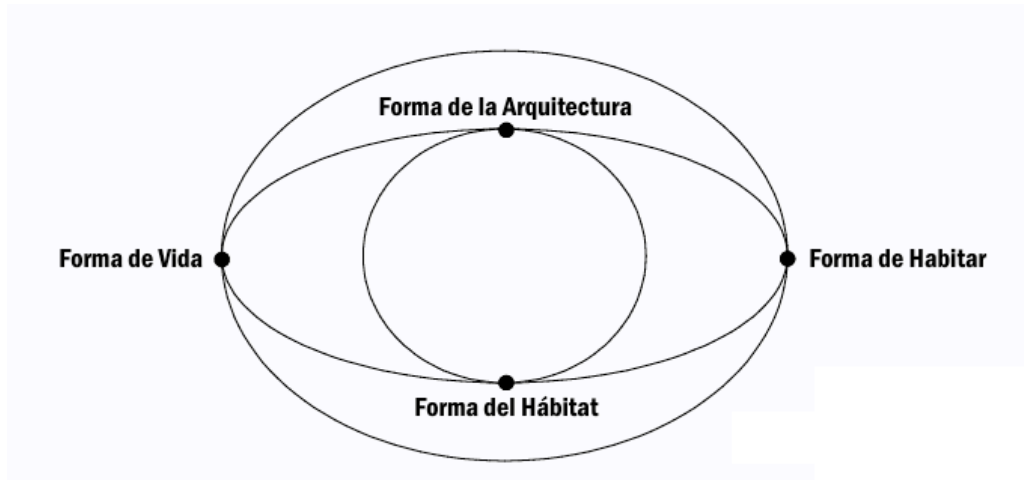 Forma de la Arquitectura
Forma de Vida
Forma de Habitar
Forma del Hábitat